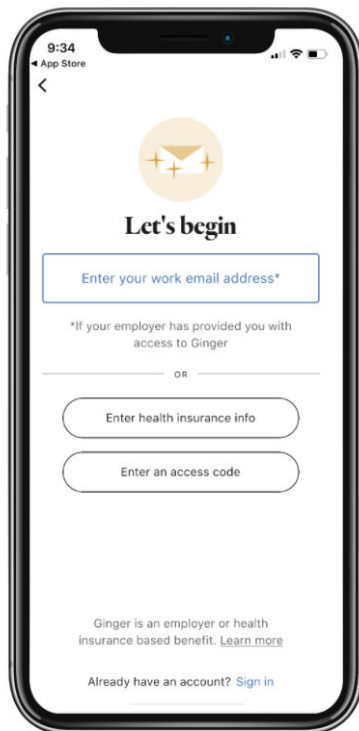 9:34
App Store
Let's begin
Enter your work email address*
*If your employer has provided you with
access to Ginger
OR
Enter health insurance info
Enter an access code
Ginger is an employer or health
insurance based benefit. Learn more
Already have an account? Sign in